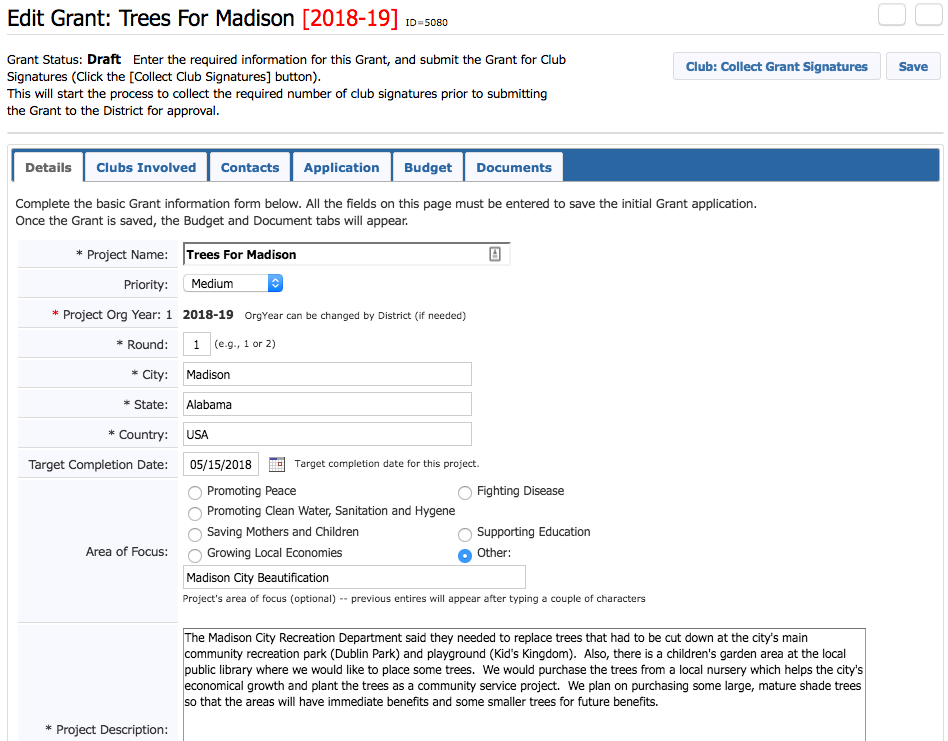 Edit Grant: Trees For Madison [2018-19] ID=5080
Grant Status: Draft Enter the required information for this Grant, and submit the Grant for Club
Signatures (Click the [Collect Club Signatures] button).
This will start the process to collect the required number of club signatures prior to submitting
the Grant to the District for approval.
Club: Collect Grant Signatures Save
Details Clubs Involved Contacts Application Budget Documents
Complete the basic Grant information form below. All the fields on this page must be entered to save the initial Grant application.
Once the Grant is saved, the Budget and Document tabs will appear.
* Project Name: Trees For Madison
Priority: Medium
* Project Org Year: 1 2018-19 OrgYear can be changed by District (if needed)
* Round: 1 (e.g., 1 or 2)
* City: Madison
* State: Alabama
* Country: USA
Target Completion Date: 05/15/2018 Target completion date for this project.
Promoting Peace Fighting Disease
Promoting Clean Water, Sanitation and Hygene
Saving Mothers and Children Supporting Education
Area of Focus: Growing Local Economies Other:
Madison City Beautification
Project's area of focus (optional) -- previous entires will appear after typing a couple of characters
The Madison City Recreation Department said they needed to replace trees that had to be cut down at the city's main
community recreation park (Dublin Park) and playground (Kid's Kingdom). Also, there is a children's garden area at the local
public library where we would like to place some trees. We would purchase the trees from a local nursery which helps the city's
economical growth and plant the trees as a community service project. We plan on purchasing some large, mature shade trees
so that the areas will have immediate benefits and some smaller trees for future benefits.
* Project Description: